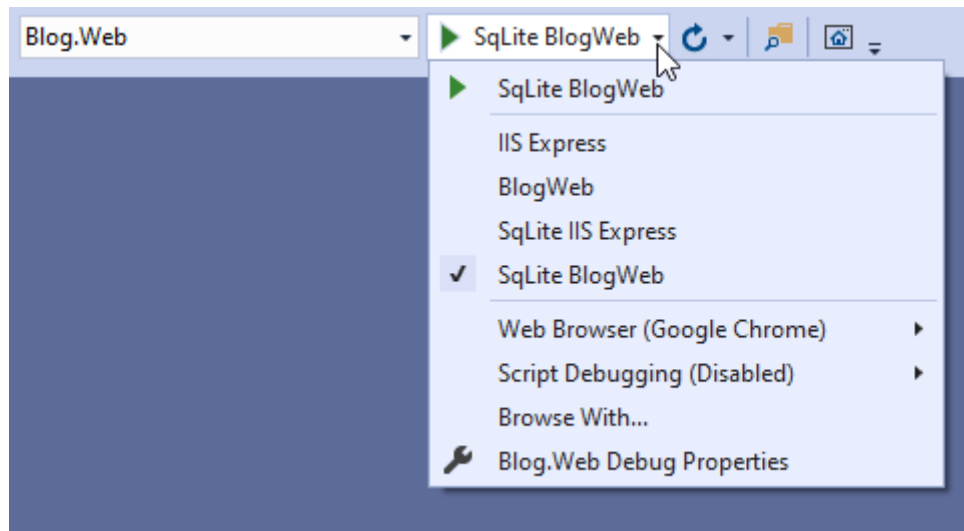 Blog.Web
SqLite BlogWeb
SqLite BlogWeb
IIS Express
BlogWeb
SqLite IIS Express
SqLite BlogWeb
Web Browser (Google Chrome)
Script Debugging (Disabled)
Browse With...
Blog.Web Debug Properties